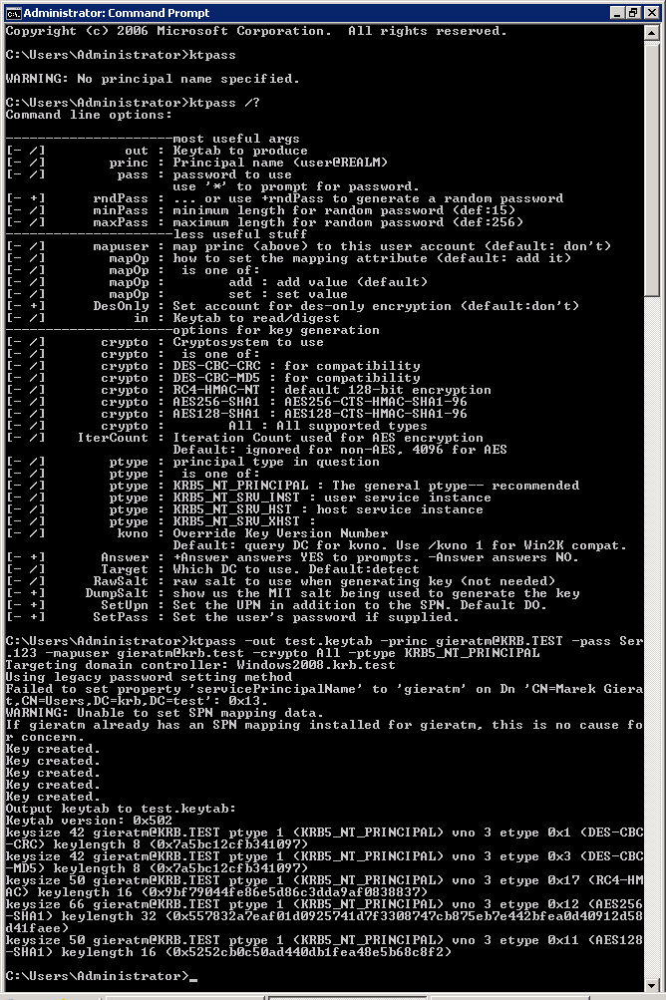 Administrator: Command Prompt
Copyright (c) 2006 Microsoft Corporation.  All rights reserved.
C:\Users\Administrator>ktpass
WARNING: No principal name specified.
C:\Users\Administrator>ktpass /?
Command line options:
---------------------most useful args
[- /]          out : Keytab to produce
[- /]        princ : Principal name (user@REALM)
[- /]         pass : password to use
                     use '*' to prompt for password.
[- +]      rndPass : ... or use +rndPass to generate a random password
[- /]      minPass : minimum length for random password (def:15)
[- /]      maxPass : maximum length for random password (def:256)
---------------------less useful stuff
[- /]      mapuser : map princ (above) to this user account (default: don't)
[- /]        mapOp : how to set the mapping attribute (default: add it)
[- /]        mapOp :  is one of:
[- /]        mapOp :        add : add value (default)
[- /]        mapOp :        set : set value
[- +]      DesOnly : Set account for des-only encryption (default:don't)
[- /]           in : Keytab to read/digest
---------------------options for key generation
[- /]       crypto : Cryptosystem to use
[- /]       crypto :  is one of:
[- /]       crypto : DES-CBC-CRC : for compatibility
[- /]       crypto : DES-CBC-MD5 : for compatibility
[- /]       crypto : RC4-HMAC-NT : default 128-bit encryption
[- /]       crypto : AES256-SHA1 : AES256-CTS-HMAC-SHA1-96
[- /]       crypto : AES128-SHA1 : AES128-CTS-HMAC-SHA1-96
[- /]       crypto :        All : All supported types
[- /]    IterCount : Iteration Count used for AES encryption
                     Default: ignored for non-AES, 4096 for AES
[- /]        ptype : principal type in question
[- /]        ptype :  is one of:
[- /]        ptype : KRB5_NT_PRINCIPAL : The general ptype-- recommended
[- /]        ptype : KRB5_NT_SRV_INST : user service instance
[- /]        ptype : KRB5_NT_SRV_HST : host service instance
[- /]        ptype : KRB5_NT_SRV_XHST :
[- /]         kvno : Override Key Version Number
                     Default: query DC for kvno. Use /kvno 1 for Win2K compat.
[- +]       Answer : +Answer answers YES to prompts. -Answer answers NO.
[- /]       Target : Which DC to use. Default:detect
[- /]      RawSalt : raw salt to use when generating key (not needed)
[- +]     DumpSalt : show us the MIT salt being used to generate the key
[- +]       SetUpn : Set the UPN in addition to the SPN. Default DO.
[- +]      SetPass : Set the user's password if supplied.
C:\Users\Administrator>ktpass -out test.keytab -princ gieratm@KRB.TEST -pass Ser
.123 -mapuser gieratm@krb.test -crypto All -ptype KRB5_NT_PRINCIPAL
Targeting domain controller: Windows2008.krb.test
Using legacy password setting method
Failed to set property 'servicePrincipalName' to 'gieratm' on Dn 'CN=Marek Giera
t,CN=Users,DC=krb,DC=test': 0x13.
WARNING: Unable to set SPN mapping data.
If gieratm already has an SPN mapping installed for gieratm, this is no cause fo
r concern.
Key created.
Key created.
Key created.
Key created.
Key created.
Output keytab to test.keytab:
Keytab version: 0x502
keysize 42 gieratm@KRB.TEST ptype 1 (KRB5_NT_PRINCIPAL) vno 3 etype 0x1 (DES-CBC
-CRC) keylength 8 (0x7a5bc12cfb341097)
keysize 42 gieratm@KRB.TEST ptype 1 (KRB5_NT_PRINCIPAL) vno 3 etype 0x3 (DES-CBC
-MD5) keylength 8 (0x7a5bc12cfb341097)
keysize 50 gieratm@KRB.TEST ptype 1 (KRB5_NT_PRINCIPAL) vno 3 etype 0x17 (RC4-HM
AC) keylength 16 (0x9bf79044fe86e5d86c3dda9af0838837)
keysize 66 gieratm@KRB.TEST ptype 1 (KRB5_NT_PRINCIPAL) vno 3 etype 0x12 (AES256
-SHA1) keylength 32 (0x557832a7eaf01d0925741d7f3308747cb875eb7e442bfea0d40912d58
d41faee)
keysize 50 gieratm@KRB.TEST ptype 1 (KRB5_NT_PRINCIPAL) vno 3 etype 0x11 (AES128
-SHA1) keylength 16 (0x5252cb0c50ad440db1fea48e5b68c8f2)
C:\Users\Administrator>_